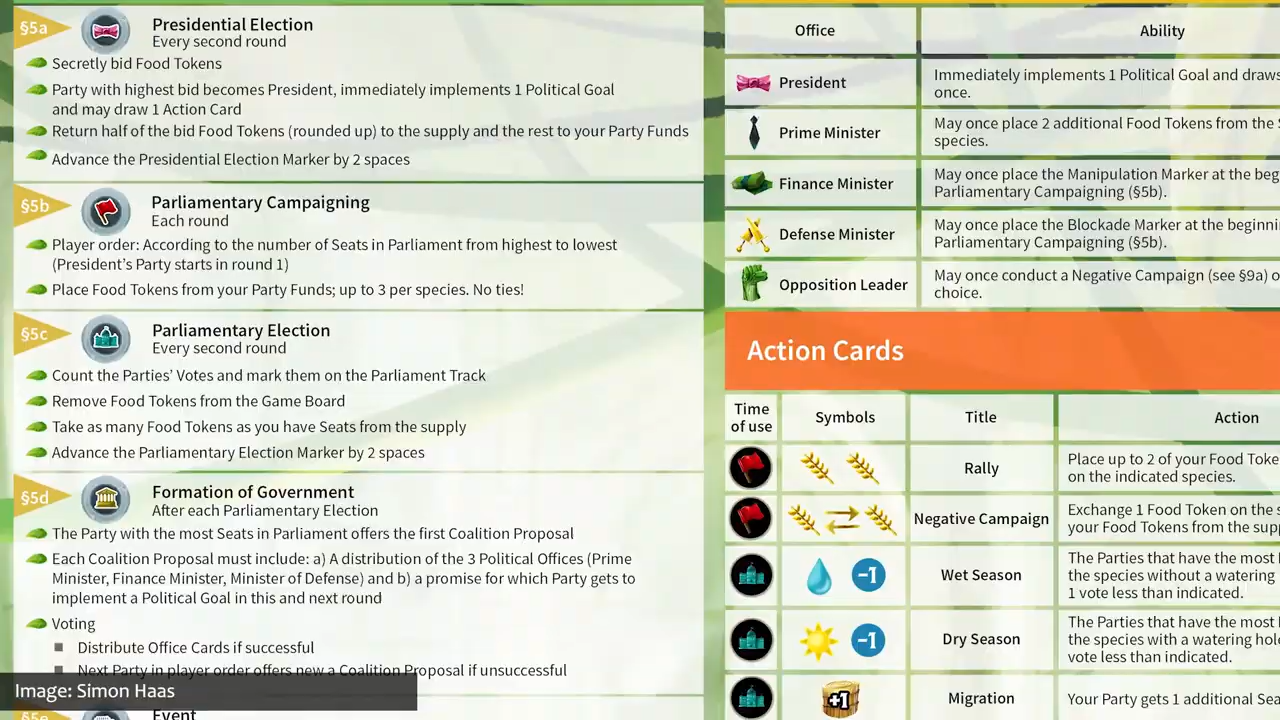 §5a
Presidential Election
Every second round
Secretly bid Food Tokens
Party with highest bid becomes President, immediately implements 1 Political Goal
and may draw 1 Action Card
Return half of the bid Food Tokens (rounded up) to the supply and the rest to your Party Funds
Advance the Presidential Election Marker by 2 spaces
§5b
Parliamentary Campaigning
Each round
Player order: According to the number of Seats in Parliament from highest to lowest
(President's Party starts in round 1)
Place Food Tokens from your Party Funds; up to 3 per species. No ties!
§5c
Parliamentary Election
Every second round
Count the Parties' Votes and mark them on the Parliament Track
Remove Food Tokens from the Game Board
Take as many Food Tokens as you have Seats from the supply
Advance the Parliamentary Election Marker by 2 spaces
§5d
Formation of Government
After each Parliamentary Election
The Party with the most Seats in Parliament offers the first Coalition Proposal
Each Coalition Proposal must include: a) A distribution of the 3 Political Offices (Prime
Minister, Finance Minister, Minister of Defense) and b) a promise for which Party gets to
implement a Political Goal in this and next round
Voting
Distribute Office Cards if successful
Next Party in player order offers new a Coalition Proposal if unsuccessful
Image: Simon Haas
§5e
Event
Office
Ability
President
Immediately implements 1 Political Goal and
once.
Prime Minister
May once place 2 additional Food Tokens from the
species.
Finance Minister
May once place the Manipulation Marker at the
Parliamentary Campaigning (§5b).
Defense Minister
May once place the Blockade Marker at the
Parliamentary Campaigning (§5b).
Opposition Leader
May once conduct a Negative Campaign (see §9a)
choice.
Action Cards
Time
of use
Symbols
Title
Action
Rally
Place up to 2 of your Food
on the indicated species.
Negative Campaign
Exchange 1 Food Token on the
your Food Tokens from the
-1
Wet Season
The Parties that have the most
the species without a watering
1 vote less than indicated.
-1
Dry Season
The Parties that have the most
the species with a watering
vote less than indicated.
+1
Migration
Your Party gets 1 additional